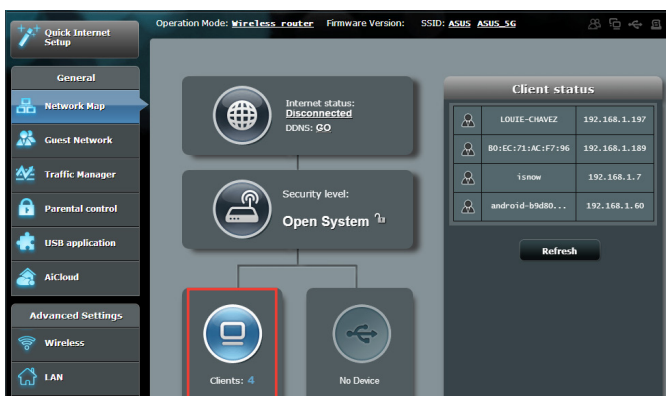 Operation Mode: Wireless router Firmware Version: SSID: ASUS ASUS_5G
Quick Internet
Setup
General
Network Map
Guest Network
Traffic Manager
Parental control
USB application
AiCloud
Advanced Settings
Wireless
LAN
Internet status:
Disconnected
DDNS: GO
Security level:
Open System
Clients: 4
No Device
Client status
LOUIE-CHAVEZ 192.168.1.197
B0:EC:71:AC:F7:96 192.168.1.189
isnow 192.168.1.7
android-b9d80... 192.168.1.60
Refresh